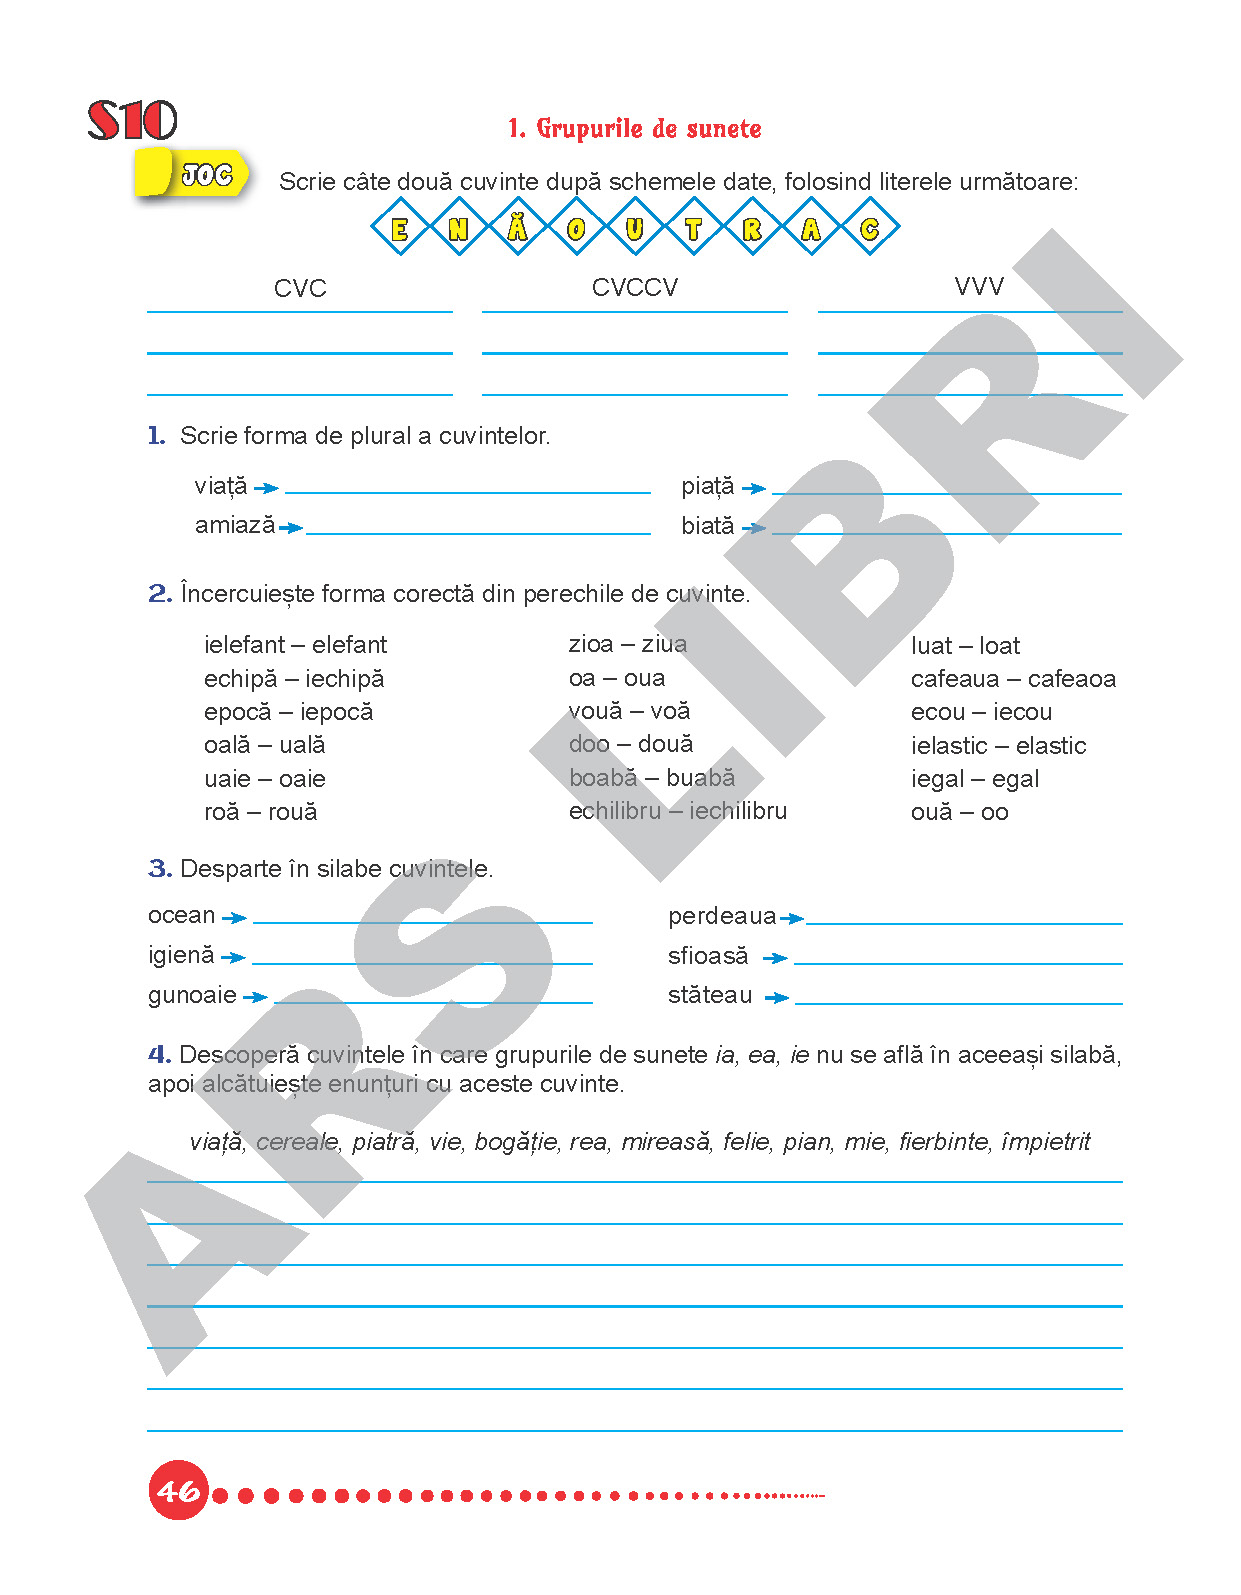 S10
1. Grupurile de sunete
JOC
Scrie câte două cuvinte după schemele date, folosind literele următoare:
E N Ă O U T R A C
CVC CVCCV VVV
1. Scrie forma de plural a cuvintelor.
viață piață
amiază biată
2. Încercuiește forma corectă din perechile de cuvinte.
ielefant – elefant zioa – ziua luat – loat
echipă – iechipă oa – oua cafeaua – cafeaoa
epocă – iepocă vouă – voă ecou – iecou
oală – uală doo – două ielastic – elastic
uaie – oaie boabă – buabă iegal – egal
roă – rouă echilibru – iechilibru ouă – oo
3. Desparte în silabe cuvintele.
ocean perdeaua
igienă sfioasă
gunoaie stăteau
4. Descoperă cuvintele în care grupurile de sunete ia, ea, ie nu se află în aceeași silabă,
apoi alcătuiește enunțuri cu aceste cuvinte.
viață, cereale, piatră, vie, bogăție, rea, mireasă, felie, pian, mie, fierbinte, împietrit
46
ARS LIBRI